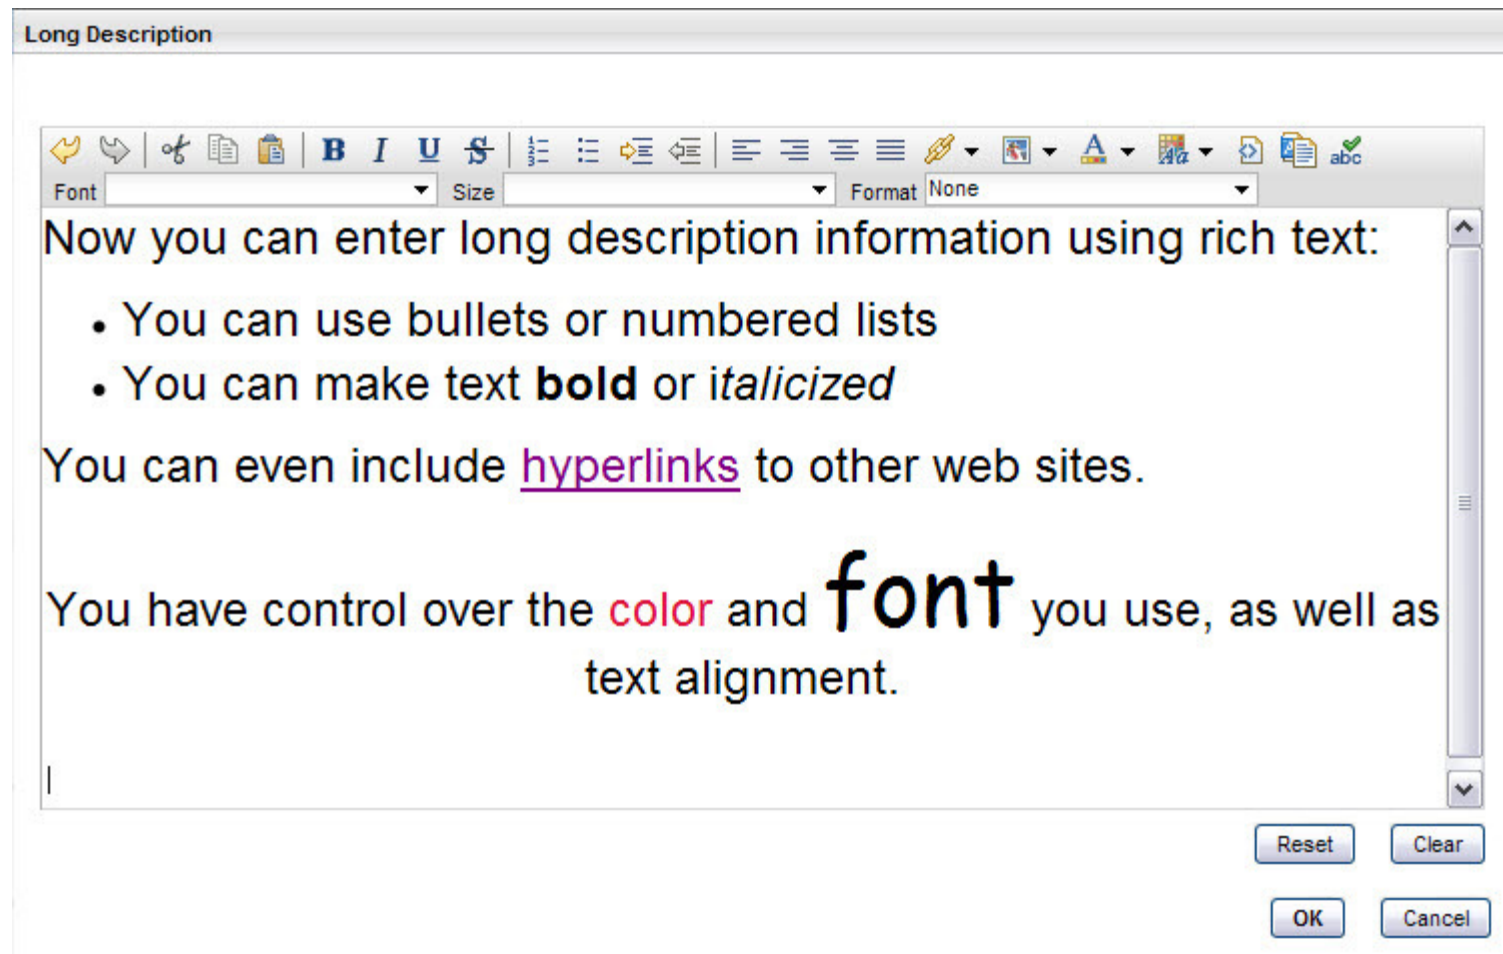 Long Description
B I U S abc
Font Size Format None
Now you can enter long description information using rich text:
• You can use bullets or numbered lists
• You can make text bold or italicized
You can even include hyperlinks to other web sites.
You have control over the color and font you use, as well as
text alignment.
Reset Clear
OK Cancel